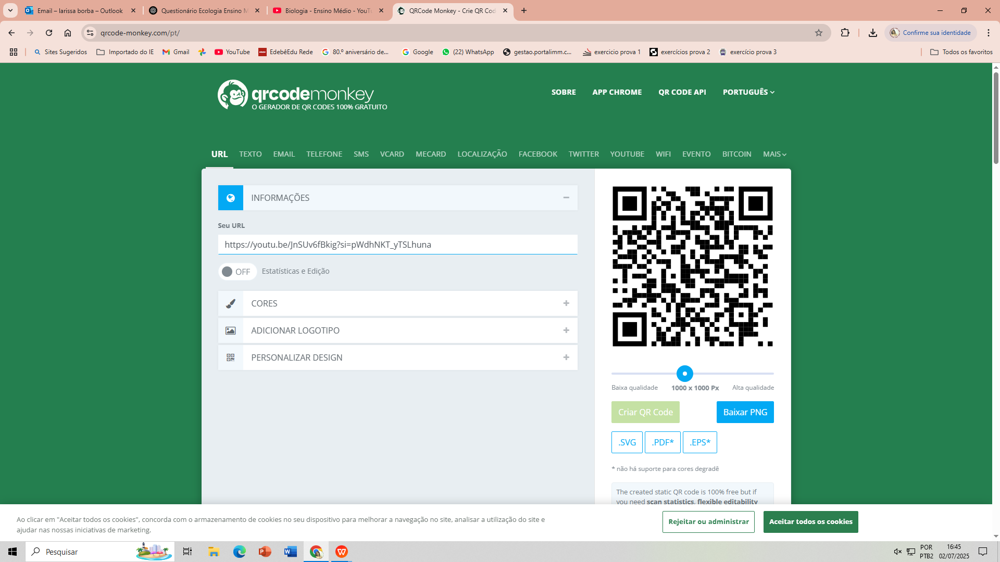 Email – larissa borba – Outlook
Questionário Ecologia Ensino M
Biologia - Ensino Médio - YouTu
QRCode Monkey - Crie QR Cod
qrcode-monkey.com/pt/
Confirme sua identidade
Sites Sugeridos
Importado do IE
Gmail
YouTube
EdebêEdu Rede
80.º aniversário de...
Google
(22) WhatsApp
gestao.portalimm.c...
exercicio prova 1
exercícios prova 2
exercício prova 3
Todos os favoritos
qrcodemonkey
O GERADOR DE QR CODES 100% GRATUITO
SOBRE
APP CHROME
QR CODE API
PORTUGUÊS
URL
TEXTO
EMAIL
TELEFONE
SMS
VCARD
MECARD
LOCALIZAÇÃO
FACEBOOK
TWITTER
YOUTUBE
WIFI
EVENTO
BITCOIN
MAIS
INFORMAÇÕES
Seu URL
https://youtu.be/JnSUv6fBkig?si=pWdhNKT_yTSLhuna
OFF
Estatísticas e Edição
CORES
ADICIONAR LOGOTIPO
PERSONALIZAR DESIGN
Baixa qualidade
1000 x 1000 Px
Alta qualidade
Criar QR Code
Baixar PNG
.SVG
.PDF*
.EPS*
* não há suporte para cores degradê
The created static QR code is 100% free but if
you need scan statistics, flexible editability
Ao clicar em "Aceitar todos os cookies", concorda com o armazenamento de cookies no seu dispositivo para melhorar a navegação no site, analisar a utilização do site e
ajudar nas nossas iniciativas de marketing.
Rejeitar ou administrar
Aceitar todos os cookies
Pesquisar
POR
PTB2
16:45
02/07/2025